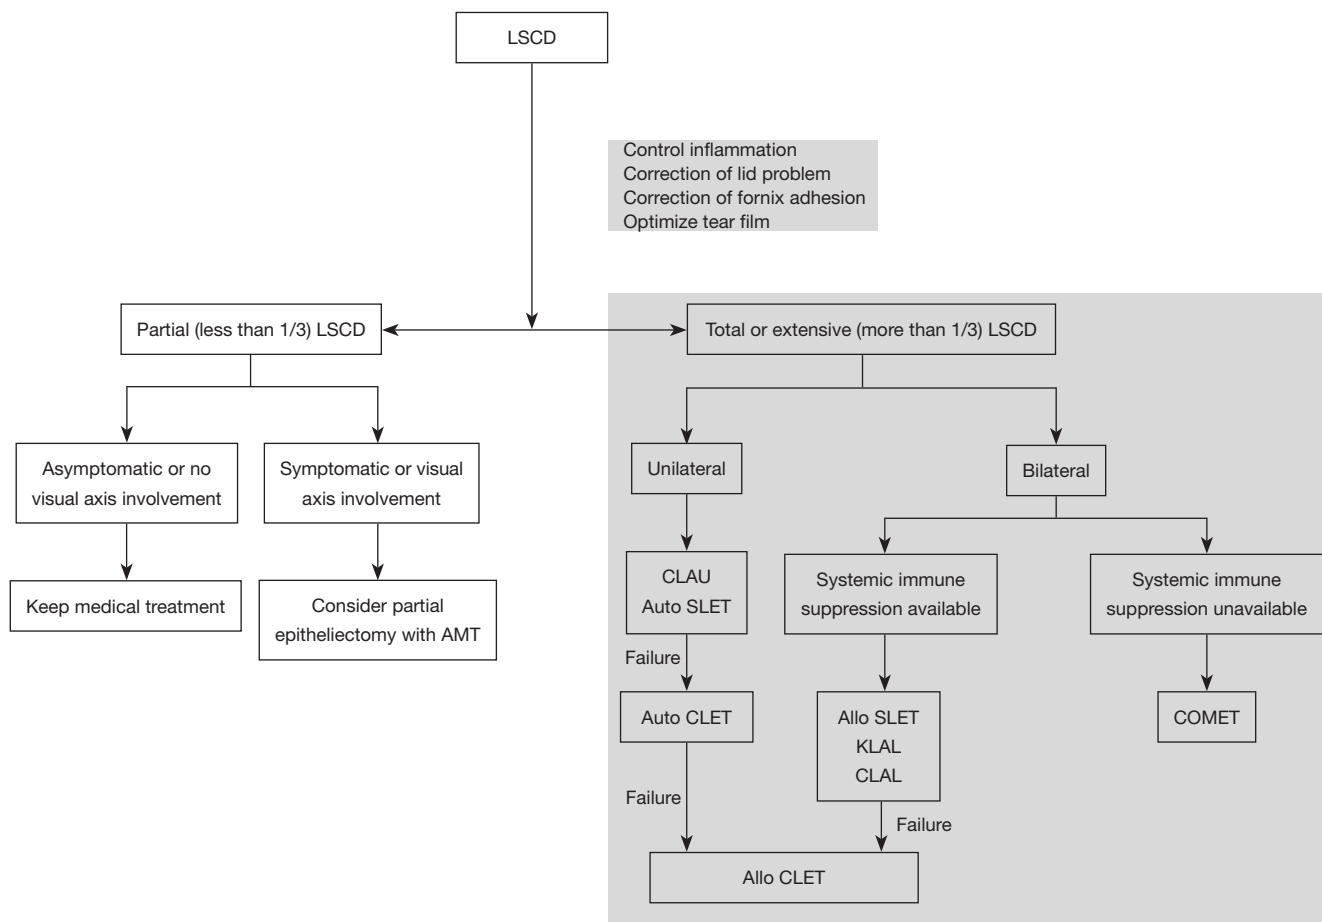 LSCD
Control inflammation
Correction of lid problem
Correction of fornix adhesion
Optimize tear film
Partial (less than 1/3) LSCD
Total or extensive (more than 1/3) LSCD
Asymptomatic or no
visual axis involvement
Symptomatic or visual
axis involvement
Unilateral
Bilateral
Keep medical treatment
Consider partial
epitheliectomy with AMT
CLAU
Auto SLET
Systemic immune
suppression available
Systemic immune
suppression unavailable
Failure
Auto CLET
Allo SLET
KLAL
CLAL
COMET
Failure
Failure
Allo CLET